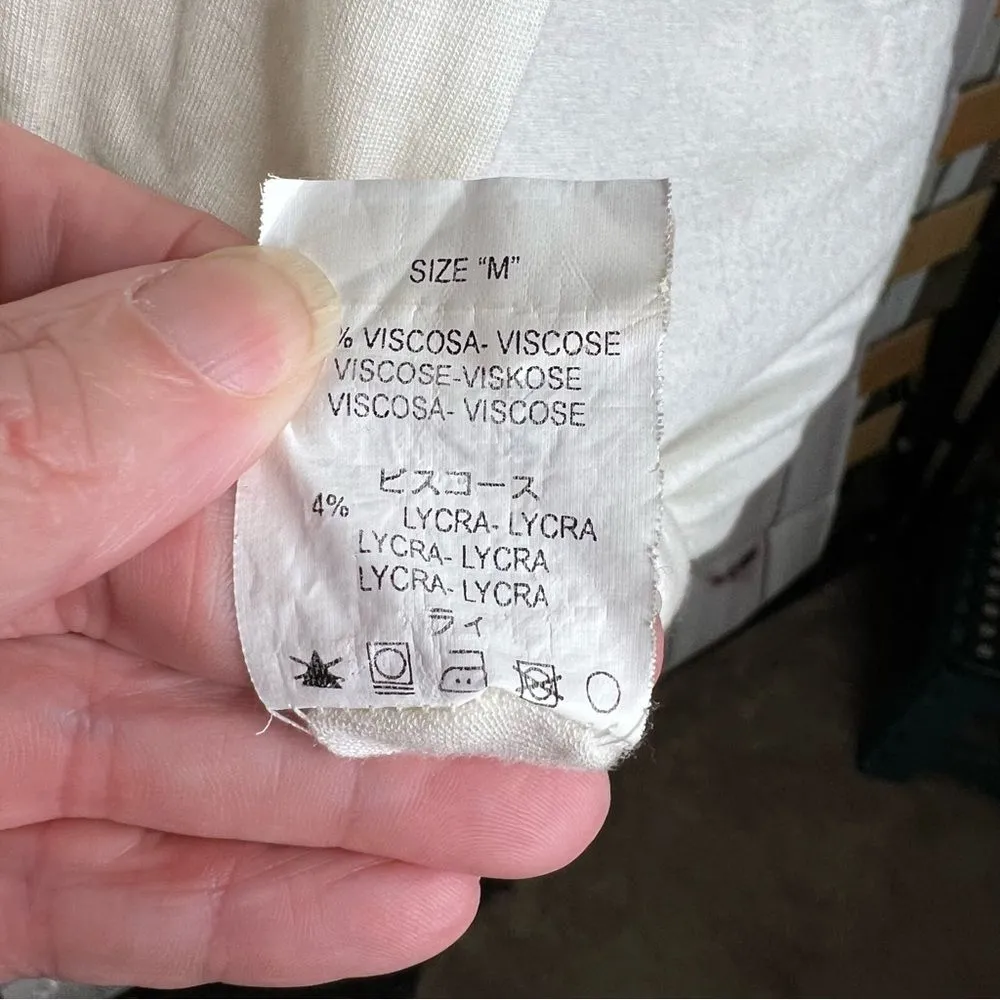 SIZE “M”
% VISCOSA- VISCOSE
VISCOSE-VISKOSE
VISCOSA- VISCOSE
ビスコース
4% LYCRA- LYCRA
LYCRA- LYCRA
LYCRA- LYCRA
ライ